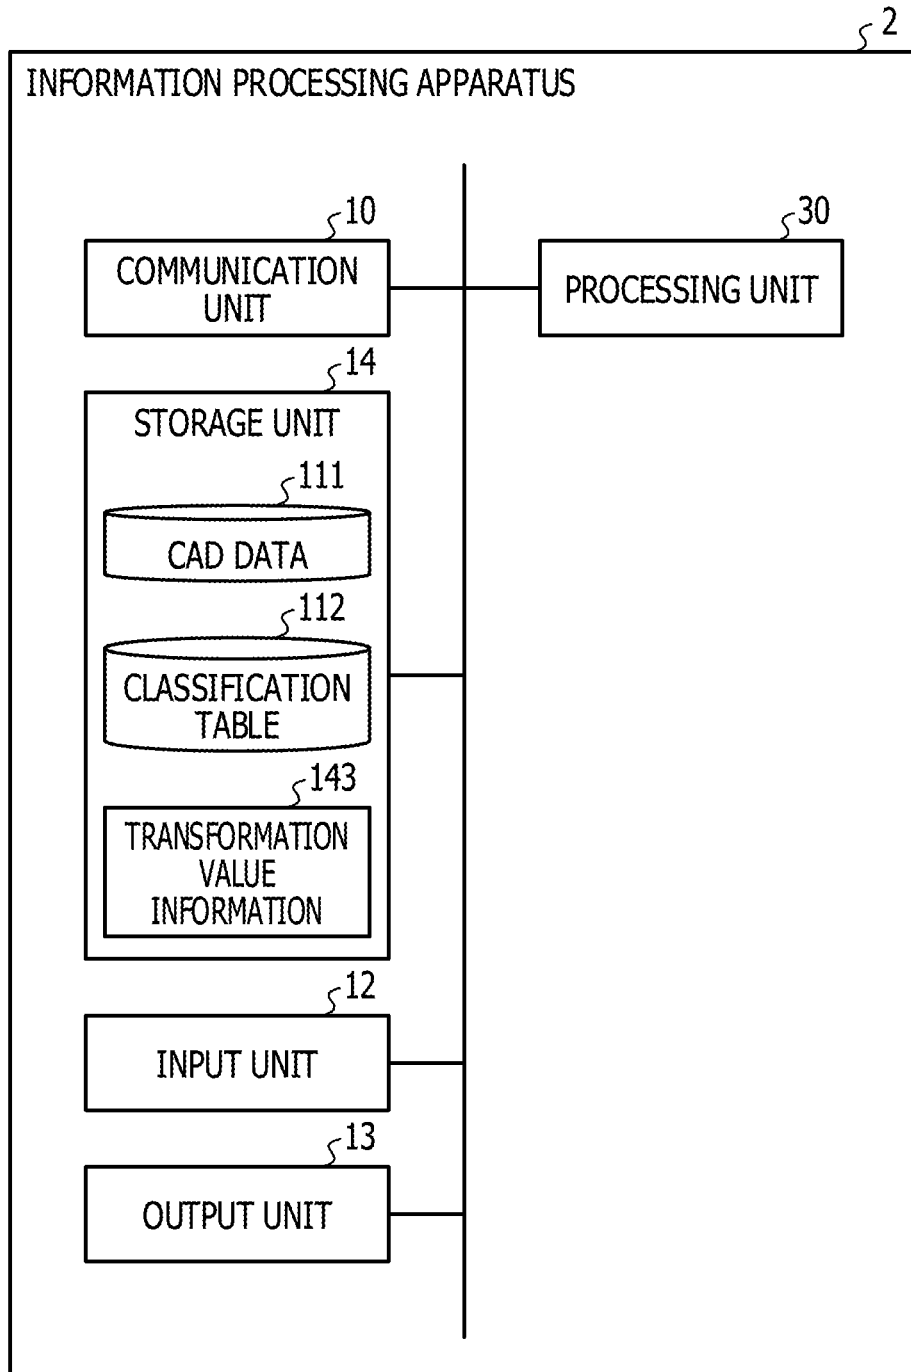 2
INFORMATION PROCESSING APPARATUS
10
COMMUNICATION
UNIT
30
PROCESSING UNIT
14
STORAGE UNIT
111
CAD DATA
112
CLASSIFICATION
TABLE
143
TRANSFORMATION
VALUE
INFORMATION
12
INPUT UNIT
13
OUTPUT UNIT